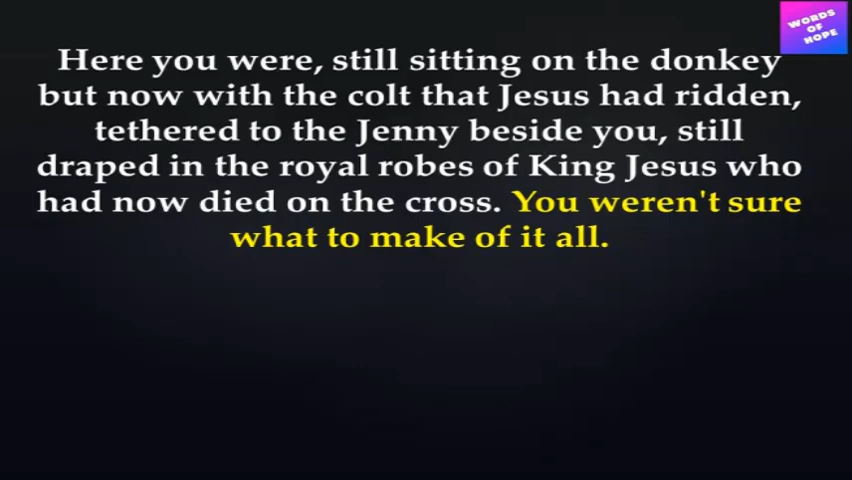 WORDS
OF
HOPE
Here you were, still sitting on the donkey
but now with the colt that Jesus had ridden,
tethered to the Jenny beside you, still
draped in the royal robes of King Jesus who
had now died on the cross. You weren't sure
what to make of it all.